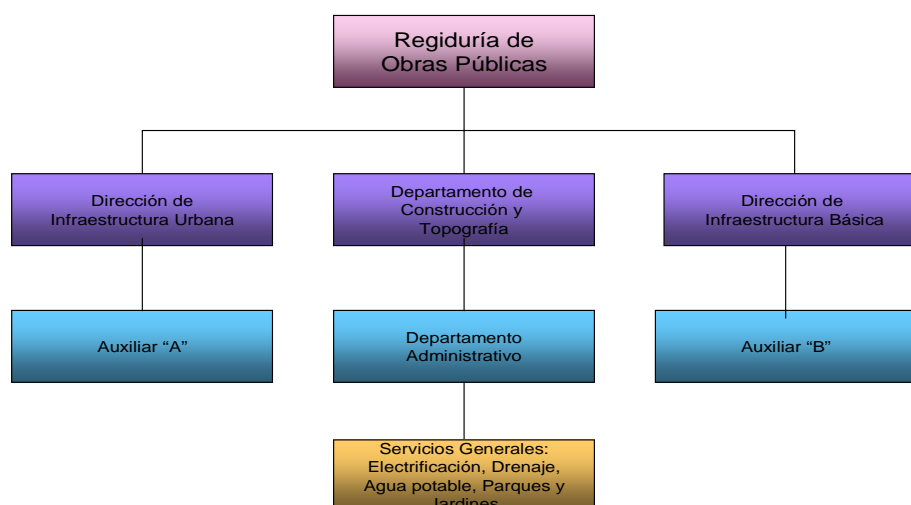 Regiduría de
Obras Públicas
Dirección de
Infraestructura Urbana
Departamento de
Construcción y
Topografía
Dirección de
Infraestructura Básica
Auxiliar “A”
Departamento
Administrativo
Auxiliar “B”
Servicios Generales:
Electrificación, Drenaje,
Agua potable, Parques y
Jardines